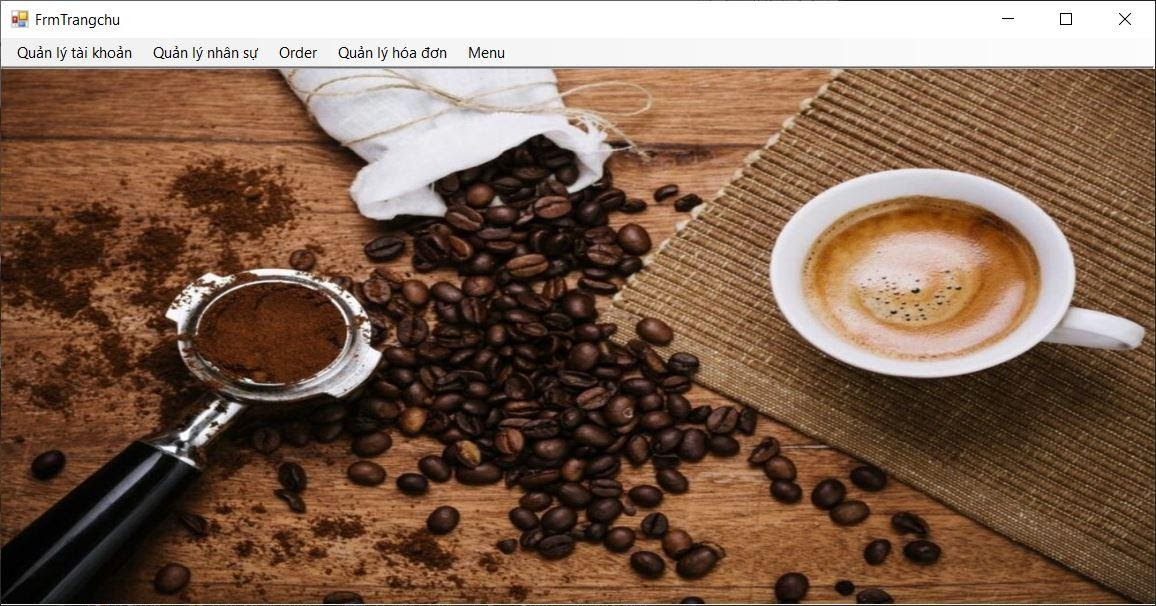 FrmTrangchu
Quản lý tài khoản Quản lý nhân sự Order Quản lý hóa đơn Menu